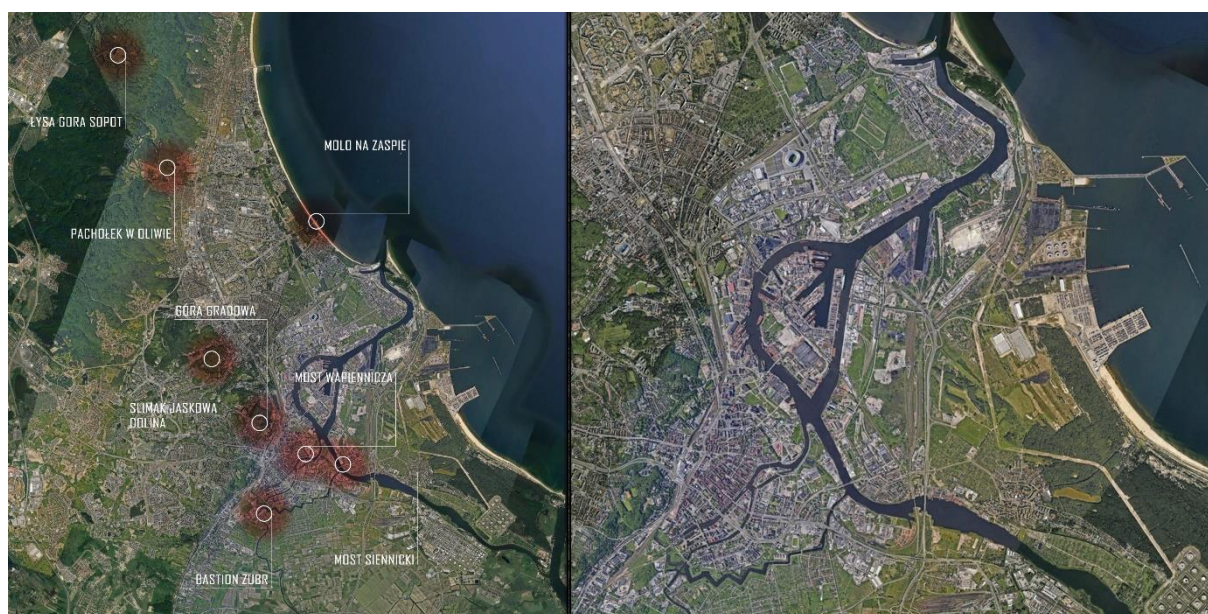 ŁYSA GÓRA SOPOT
MOLO NA ZASPIE
PACHOŁEK W OLIWIE
GÓRA GRADOWA
MOST WAPIENNICZA
ŚLIMAK JAŚKOWA
DOLINA
MOST SIENNICKI
BASTION ŻUBR